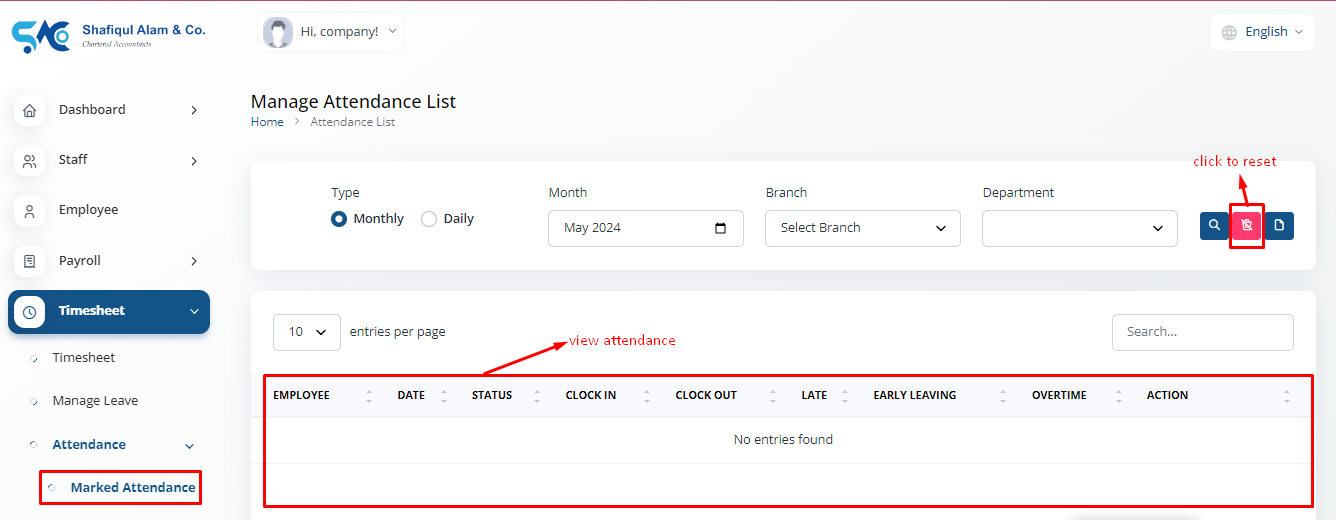 Shafiqul Alam & Co.
Chartered Accountants
Hi, company!
English
Dashboard
Staff
Employee
Payroll
Timesheet
Timesheet
Manage Leave
Attendance
Marked Attendance
Manage Attendance List
Home > Attendance List
click to reset
Type Month Branch Department
Monthly Daily May 2024 Select Branch
10 entries per page Search...
view attendance
EMPLOYEE DATE STATUS CLOCK IN CLOCK OUT LATE EARLY LEAVING OVERTIME ACTION
No entries found